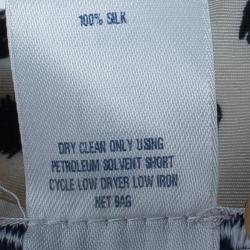 100% SILK
DRY CLEAN ONLY USING
PETROLEUM SOLVENT SHORT
CYCLE LOW DRYER LOW IRON
NET BAG